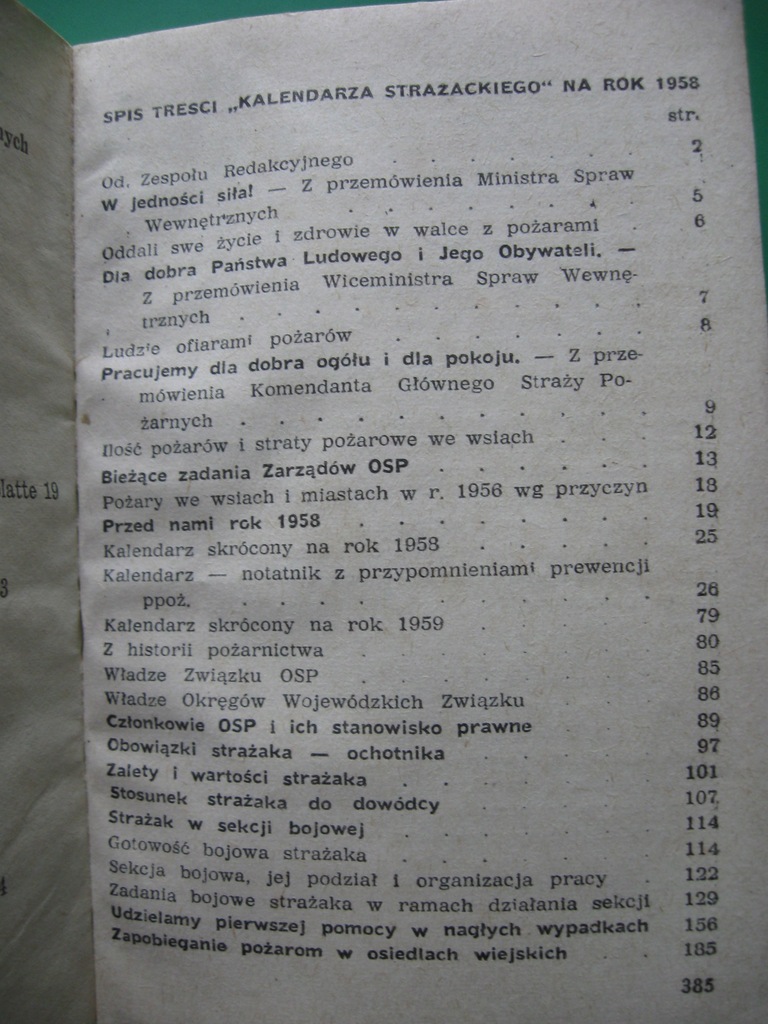 ych
latte 19
3
4
SPIS TRESCI „KALENDARZA STRAŻACKIEGO“ NA ROK 1958
str.
Od. Zespołu Redakcyjnego . . . . . . 2
W jedności siła! — Z przemówienia Ministra Spraw
Wewnętrznych . . . . . . . 5
Oddali swe życie i zdrowie w walce z pożarami . 6
Dla dobra Państwa Ludowego i Jego Obywateli. —
Z przemówienia Wiceministra Spraw Wewnę-
trznych . . . . . . . . . . 7
Ludzie ofiarami pożarów . . . . . . 8
Pracujemy dla dobra ogółu i dla pokoju. — Z prze-
mówienia Komendanta Głównego Straży Po-
żarnych . . . . . . . . . . 9
Ilość pożarów i straty pożarowe we wsiach . . . 12
Bieżące zadania Zarządów OSP . . . . . . 13
Pożary we wsiach i miastach w r. 1956 wg przyczyn 18
Przed nami rok 1958 . . . . . . . 19
Kalendarz skrócony na rok 1958 . . . . . 25
Kalendarz — notatnik z przypomnieniami prewencji
ppoż. . . . . . . . . . . 26
Kalendarz skrócony na rok 1959 . . . . . 79
Z historii pożarnictwa . . . . . . . 80
Władze Związku OSP . . . . . . . 85
Władze Okręgów Wojewódzkich Związku . . . 86
Członkowie OSP i ich stanowisko prawne . . . 89
Obowiązki strażaka — ochotnika . . . . 97
Zalety i wartości strażaka . . . . . . 101
Stosunek strażaka do dowódcy . . . . . 107
Strażak w sekcji bojowej . . . . . . 114
Gotowość bojowa strażaka . . . . . . 114
Sekcja bojowa, jej podział i organizacja pracy . 122
Zadania bojowe strażaka w ramach działania sekcji 129
Udzielamy pierwszej pomocy w nagłych wypadkach 156
Zapobieganie pożarom w osiedlach wiejskich . . 185
385